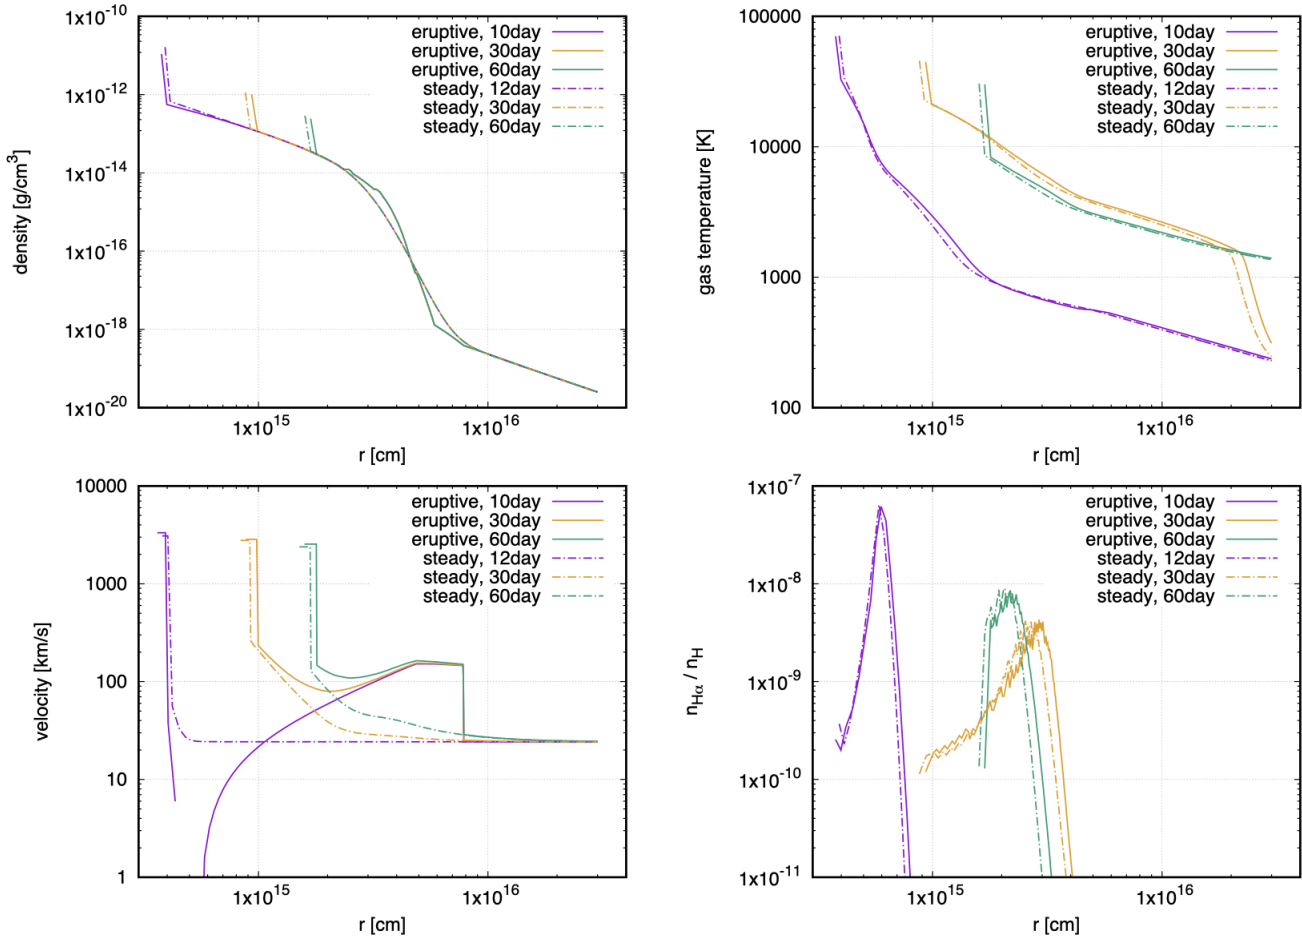 1x10-10
1x10-12
1x10-14
1x10-16
1x10-18
1x10-20
density [g/cm3]
1x1015
1x1016
r [cm]
eruptive, 10day
eruptive, 30day
eruptive, 60day
steady, 12day
steady, 30day
steady, 60day
100000
10000
1000
100
gas temperature [K]
1x1015
1x1016
r [cm]
eruptive, 10day
eruptive, 30day
eruptive, 60day
steady, 12day
steady, 30day
steady, 60day
10000
1000
100
10
1
velocity [km/s]
1x1015
1x1016
r [cm]
eruptive, 10day
eruptive, 30day
eruptive, 60day
steady, 12day
steady, 30day
steady, 60day
1x10-7
1x10-8
1x10-9
1x10-10
1x10-11
nHα / nH
1x1015
1x1016
r [cm]
eruptive, 10day
eruptive, 30day
eruptive, 60day
steady, 12day
steady, 30day
steady, 60day